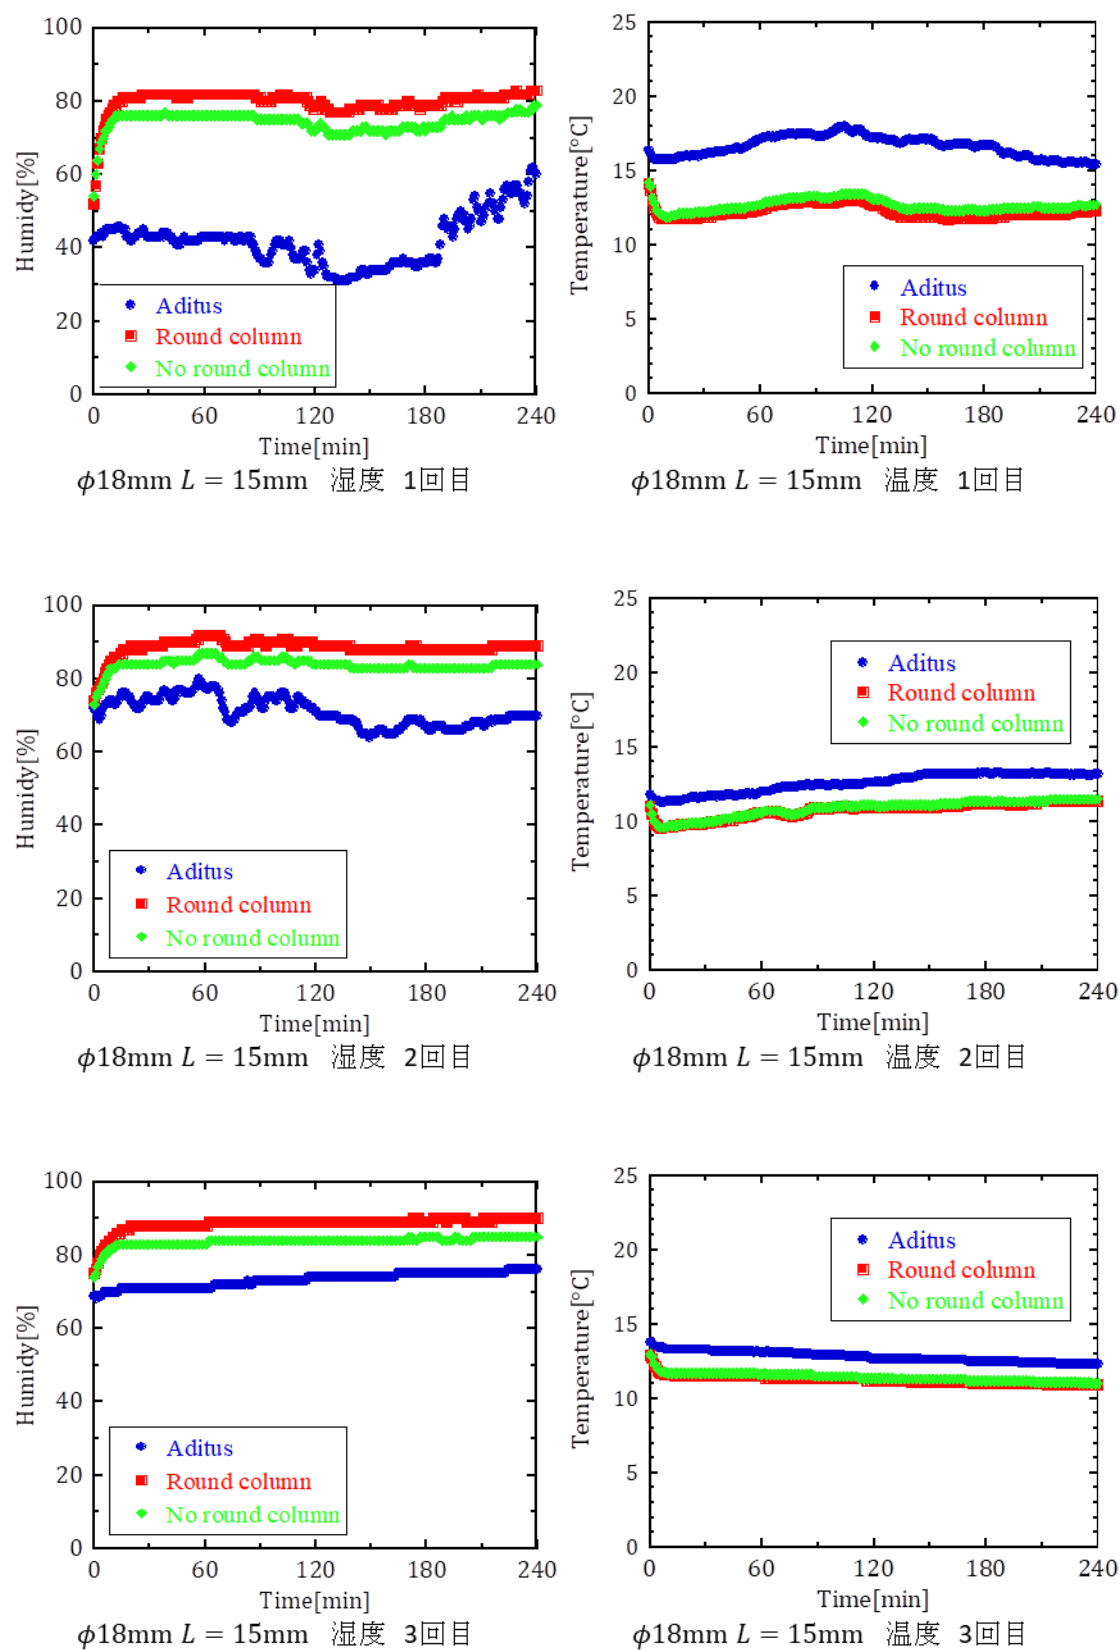 100
80
60
40
20
0
Humidy[%]
Aditus
Round column
No round column
0 60 120 180 240
Time[min]
ϕ18mm L = 15mm 湿度 1回目
25
20
15
10
5
0
Temperature[°C]
Aditus
Round column
No round column
0 60 120 180 240
Time[min]
ϕ18mm L = 15mm 温度 1回目
100
80
60
40
20
0
Humidy[%]
Aditus
Round column
No round column
0 60 120 180 240
Time[min]
ϕ18mm L = 15mm 湿度 2回目
25
20
15
10
5
0
Temperature[°C]
Aditus
Round column
No round column
0 60 120 180 240
Time[min]
ϕ18mm L = 15mm 温度 2回目
100
80
60
40
20
0
Humidy[%]
Aditus
Round column
No round column
0 60 120 180 240
Time[min]
ϕ18mm L = 15mm 湿度 3回目
25
20
15
10
5
0
Temperature[°C]
Aditus
Round column
No round column
0 60 120 180 240
Time[min]
ϕ18mm L = 15mm 温度 3回目